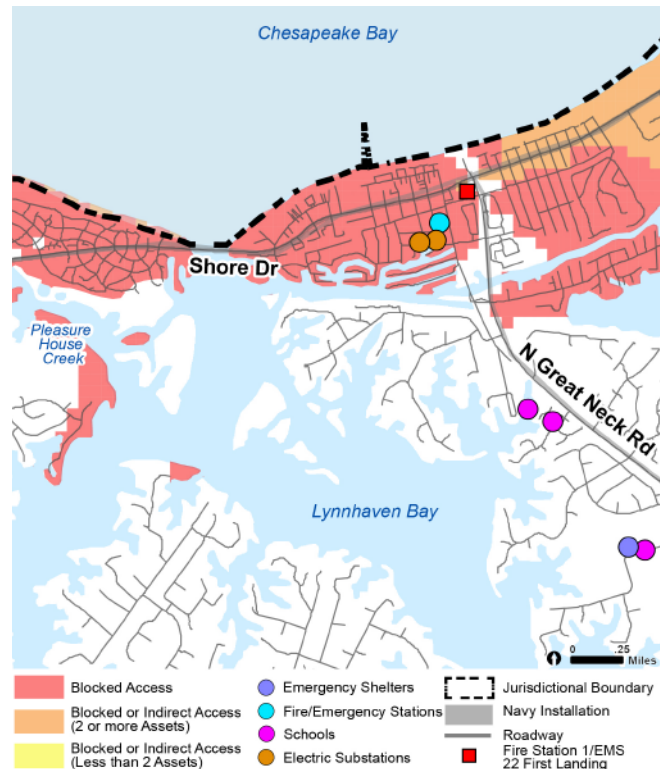 Chesapeake Bay
Shore Dr
Pleasure
House
Creek
N Great Neck Rd
Lynnhaven Bay
0 .25
Miles
Blocked Access
Blocked or Indirect Access
(2 or more Assets)
Blocked or Indirect Access
(Less than 2 Assets)
Emergency Shelters
Fire/Emergency Stations
Schools
Electric Substations
Jurisdictional Boundary
Navy Installation
Roadway
Fire Station 1/EMS
22 First Landing